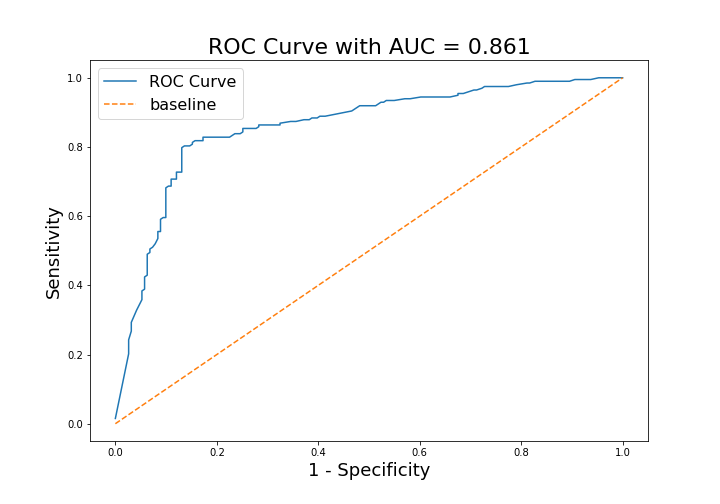 ROC Curve with AUC = 0.861
ROC Curve
baseline
Sensitivity
1.0
0.8
0.6
0.4
0.2
0.0
0.0 0.2 0.4 0.6 0.8 1.0
1 - Specificity